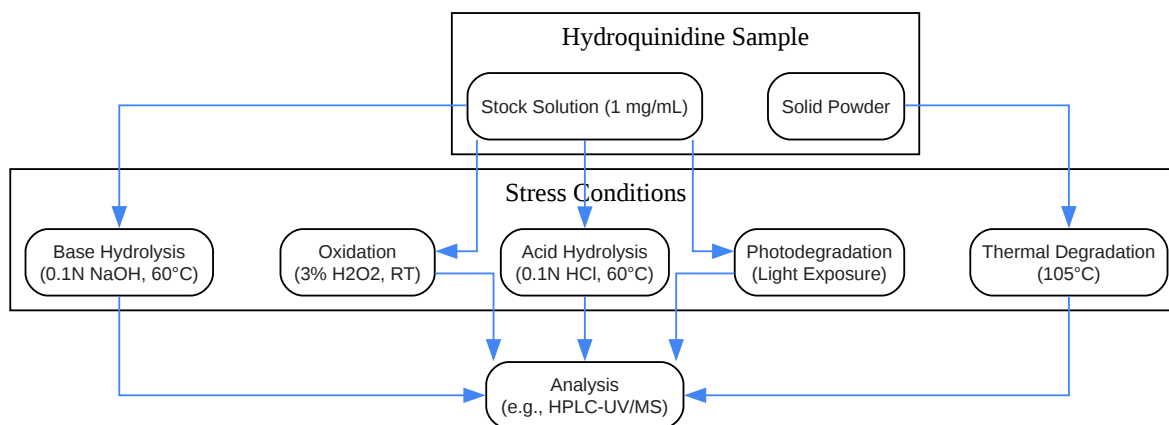 Hydroquinidine Sample
Stock Solution (1 mg/mL)
Solid Powder
Stress Conditions
Base Hydrolysis
(0.1N NaOH, 60°C)
Oxidation
(3% H2O2, RT)
Acid Hydrolysis
(0.1N HCl, 60°C)
Photodegradation
(Light Exposure)
Thermal Degradation
(105°C)
Analysis
(e.g., HPLC-UV/MS)